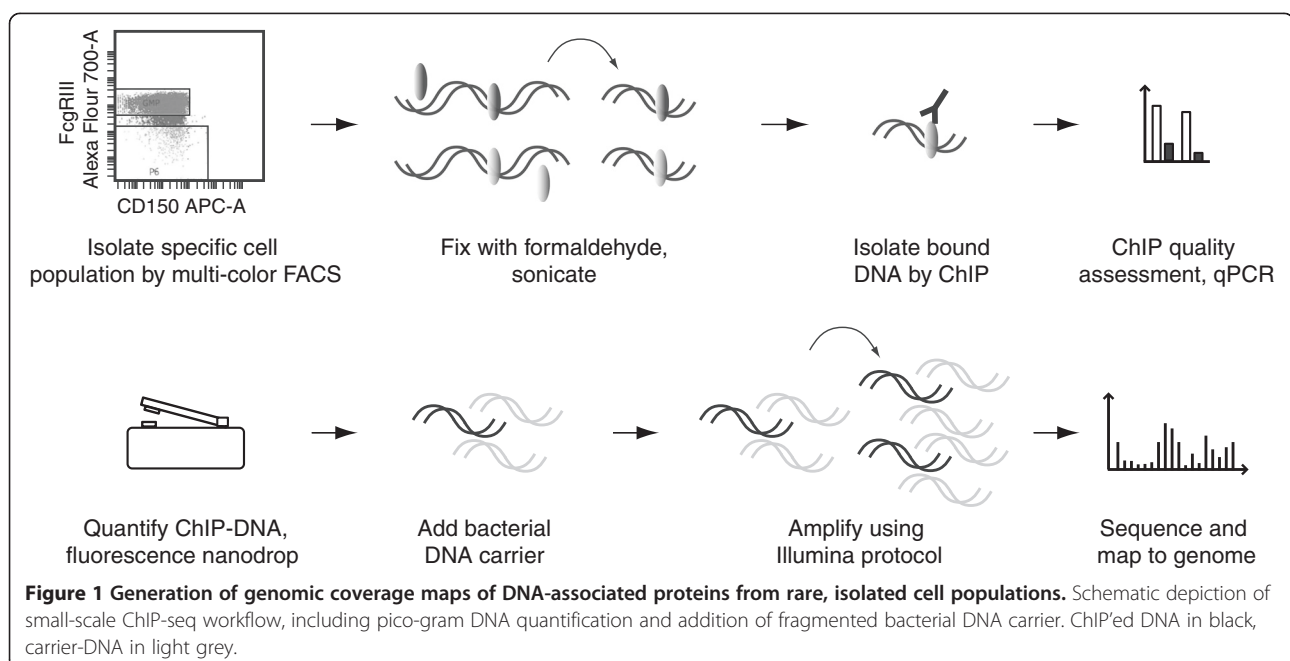 FcgRIII
Alexa Flour 700-A
GMP
P6
CD150 APC-A
Isolate specific cell
population by multi-color FACS
Fix with formaldehyde,
sonicate
Isolate bound
DNA by ChIP
ChIP quality
assessment, qPCR
Quantify ChIP-DNA,
fluorescence nanodrop
Add bacterial
DNA carrier
Amplify using
Illumina protocol
Sequence and
map to genome
Figure 1 Generation of genomic coverage maps of DNA-associated proteins from rare, isolated cell populations. Schematic depiction of
small-scale ChIP-seq workflow, including pico-gram DNA quantification and addition of fragmented bacterial DNA carrier. ChIP'ed DNA in black,
carrier-DNA in light grey.